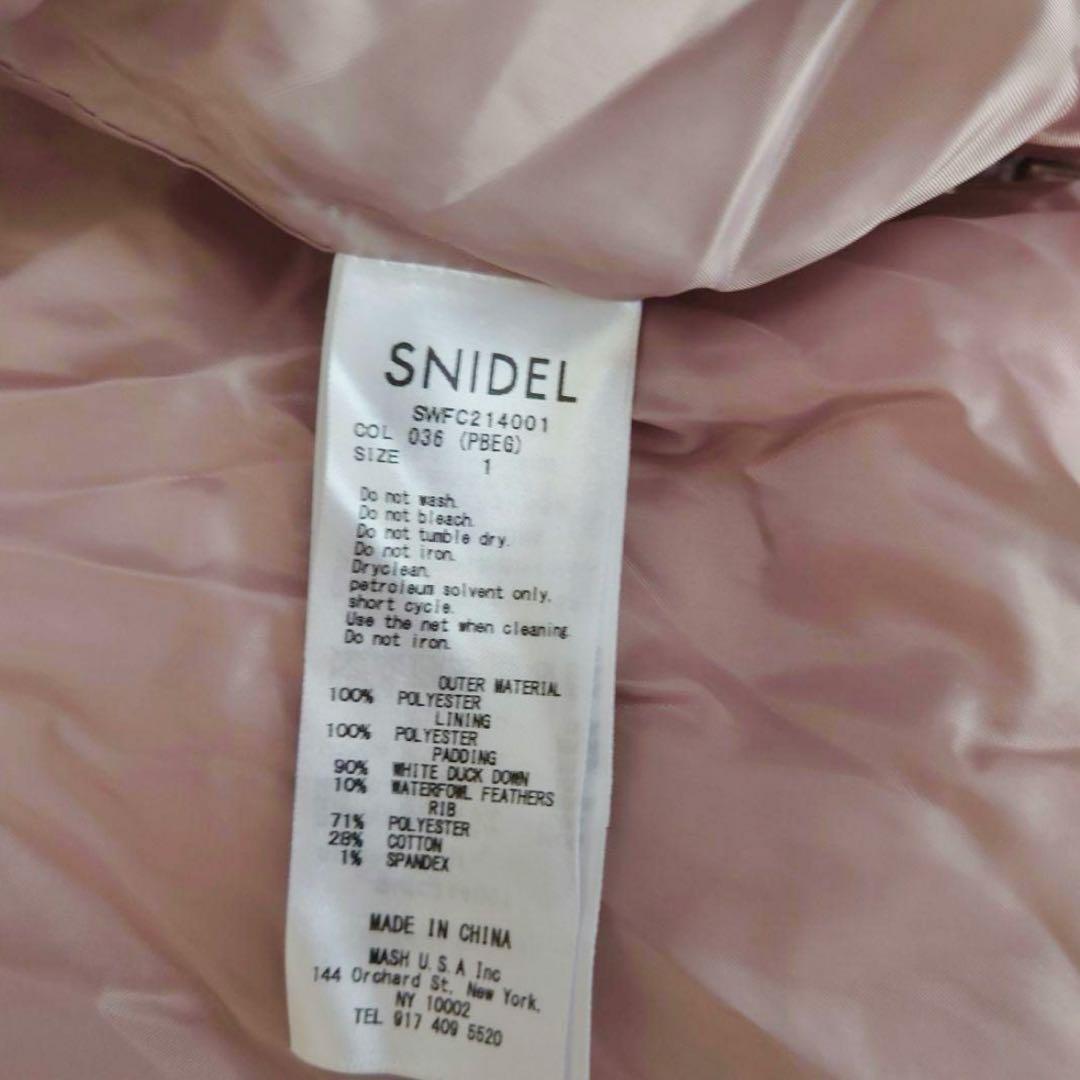 SNIDEL
SWFC214001
COL 036 (PBEG)
SIZE 1
Do not wash.
Do not bleach.
Do not tumble dry.
Do not iron.
Dryclean.
petroleum solvent only.
short cycle.
Use the net when cleaning.
Do not iron.
OUTER MATERIAL
100% POLYESTER
LINING
100% POLYESTER
PADDING
90% WHITE DUCK DOWN
10% WATERFOWL FEATHERS
RIB
71% POLYESTER
28% COTTON
1% SPANDEX
MADE IN CHINA
MASH U.S.A Inc
144 Orchard St. New York,
NY 10002
TEL 917 409 5520